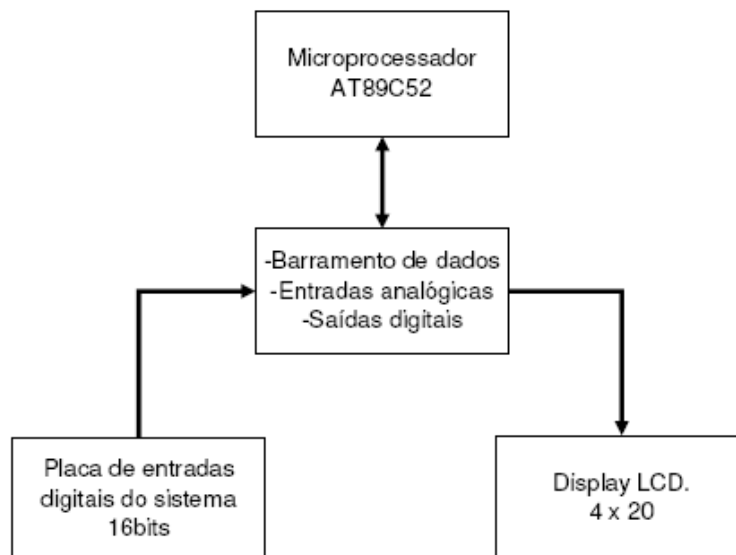 Microprocessador
AT89C52
-Barramento de dados
-Entradas analógicas
-Saídas digitais
Placa de entradas
digitais do sistema
16bits
Display LCD.
4 x 20